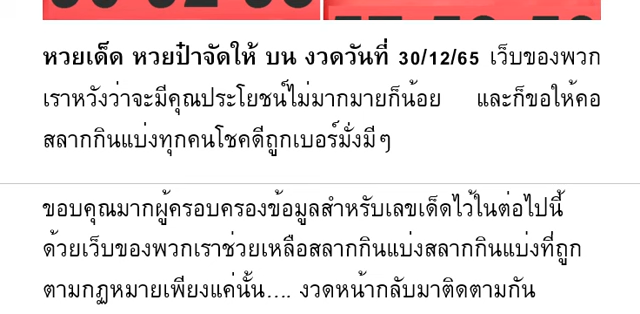 หวยเด็ด หวยป๋าจัดให้ บน งวดวันที่ 30/12/65 เว็บของพวก
เราหวังว่าจะมีคุณประโยชน์ไม่มากมายก็น้อย และก็ขอให้คอ
สลากกินแบ่งทุกคนโชคดีถูกเบอร์มั่งมีๆ
ขอบคุณมากผู้ครอบครองข้อมูลสำหรับเลขเด็ดไว้ในต่อไปนี้
ด้วยเว็บของพวกเราช่วยเหลือสลากกินแบ่งสลากกินแบ่งที่ถูก
ตามกฏหมายเพียงแค่นั้น…. งวดหน้ากลับมาติดตามกัน